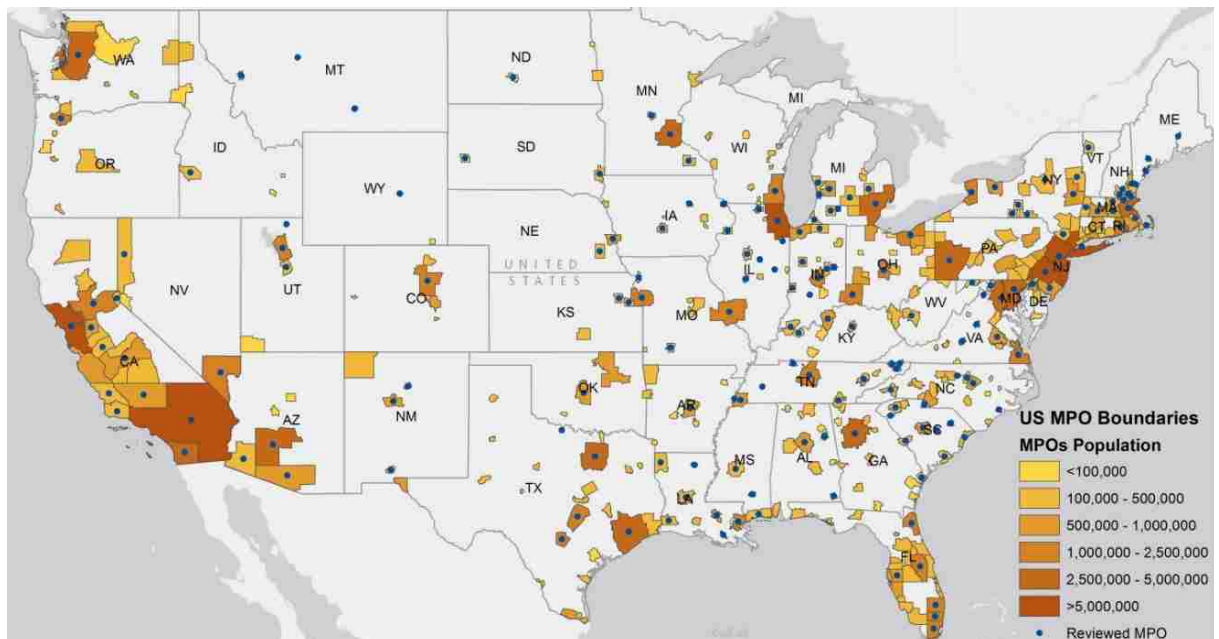 WA
MT
ND
MN
MI
ME
VT
NH
OR
ID
SD
WI
MI
NY
MA
CT RI
WY
IA
NE
PA
NJ
NV
UT
UNITED
STATES
CO
IL
IN
OH
MD
DE
WV
KS
MO
KY
VA
CA
AZ
NM
OK
AR
TN
NC
SC
TX
LA
MS
AL
GA
FL
US MPO Boundaries
MPOs Population
<100,000
100,000 - 500,000
500,000 - 1,000,000
1,000,000 - 2,500,000
2,500,000 - 5,000,000
>5,000,000
Reviewed MPO